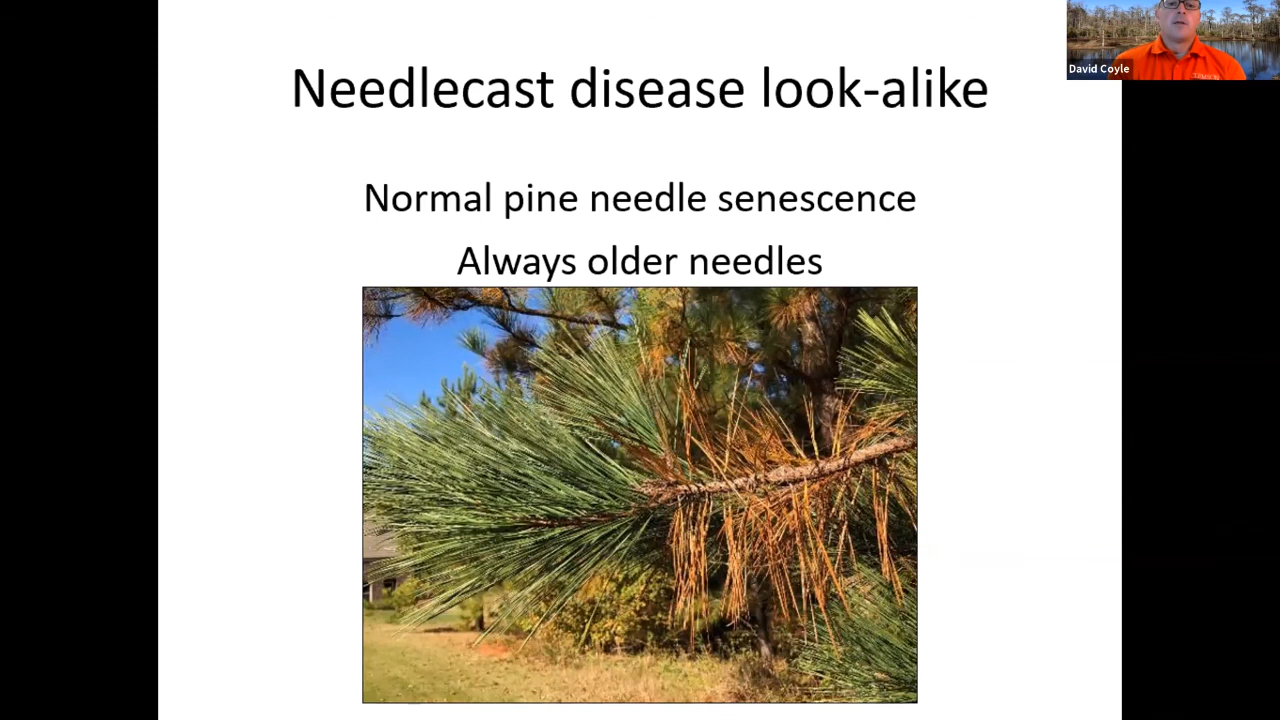 Needlecast disease look-alike
David Coyle
Normal pine needle senescence
Always older needles